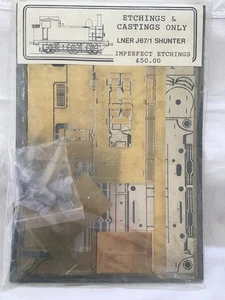 ETCHINGS &
CASTINGS ONLY
LNER J67/1 SHUNTER
IMPERFECT ETCHINGS
£50.00